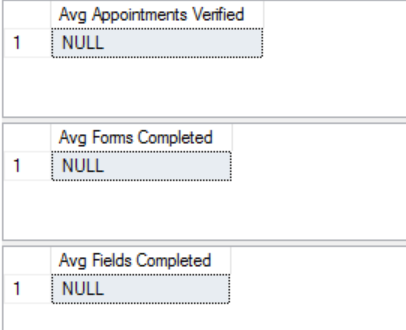 Avg Appointments Verified
1 NULL
Avg Forms Completed
1 NULL
Avg Fields Completed
1 NULL